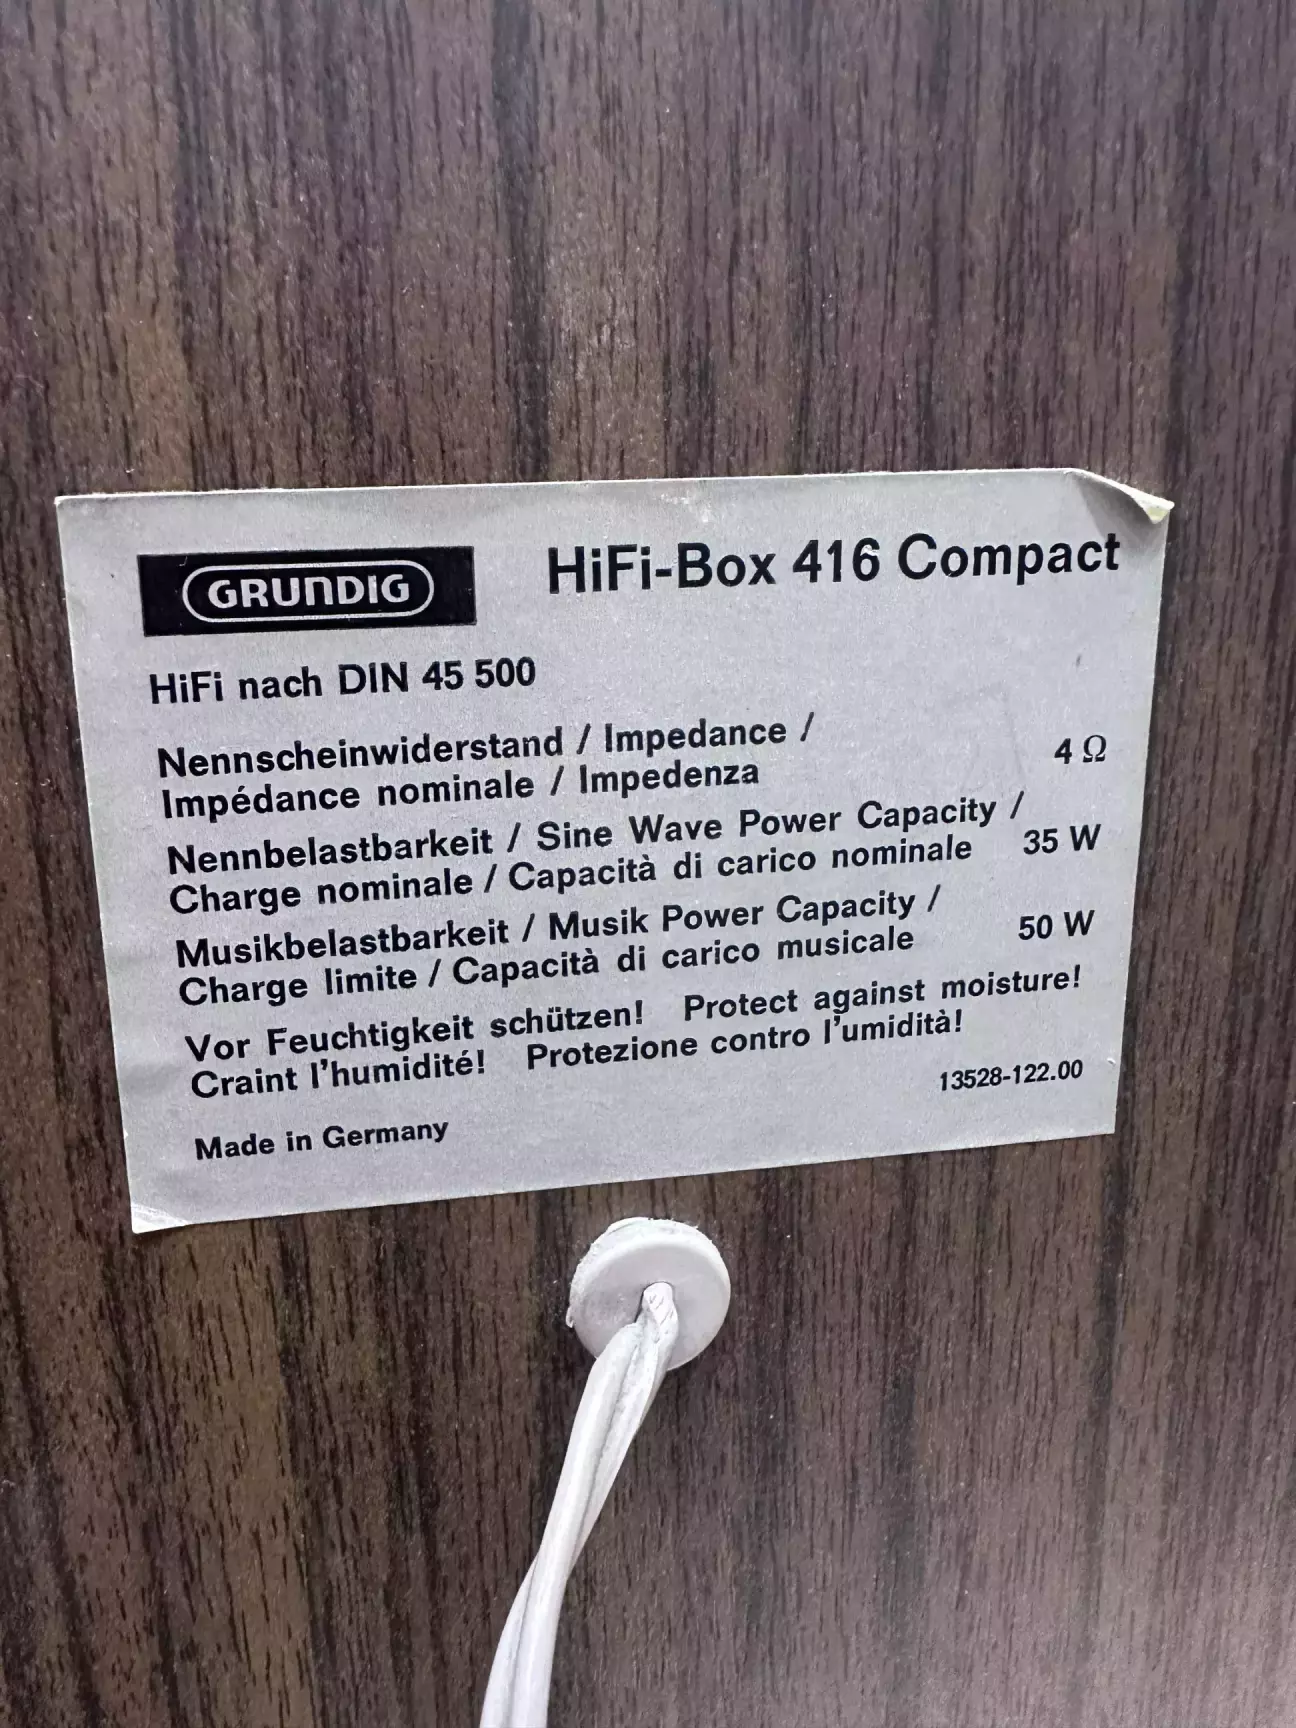 GRUNDIG
HiFi-Box 416 Compact
HiFi nach DIN 45 500
Nennscheinwiderstand / Impedance /
Impédance nominale / Impedenza
4 Ω
Nennbelastbarkeit / Sine Wave Power Capacity /
Charge nominale / Capacità di carico nominale
35 W
Musikbelastbarkeit / Musik Power Capacity /
Charge limite / Capacità di carico musicale
50 W
Vor Feuchtigkeit schützen! Protect against moisture!
Craint l'humidité! Protezione contro l'umidità!
13528-122.00
Made in Germany